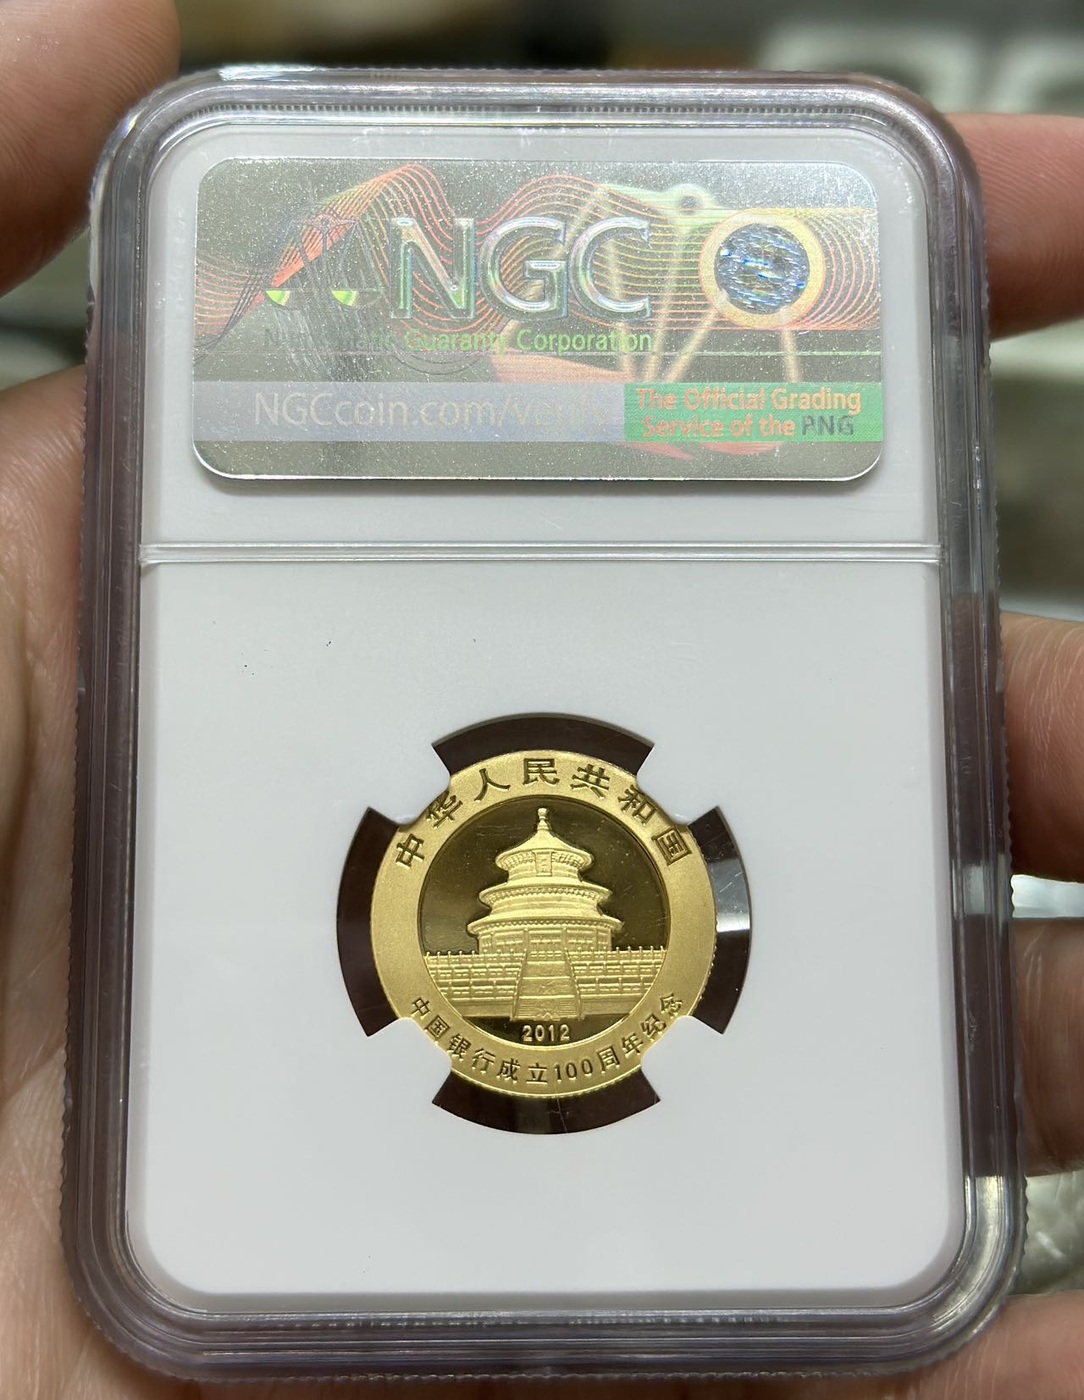 NGC
Numismatic Guaranty Corporation
NGCcoin.com/verify
The Official Grading
Service of the PNG
中华人民共和国
2012
中国银行成立100周年纪念